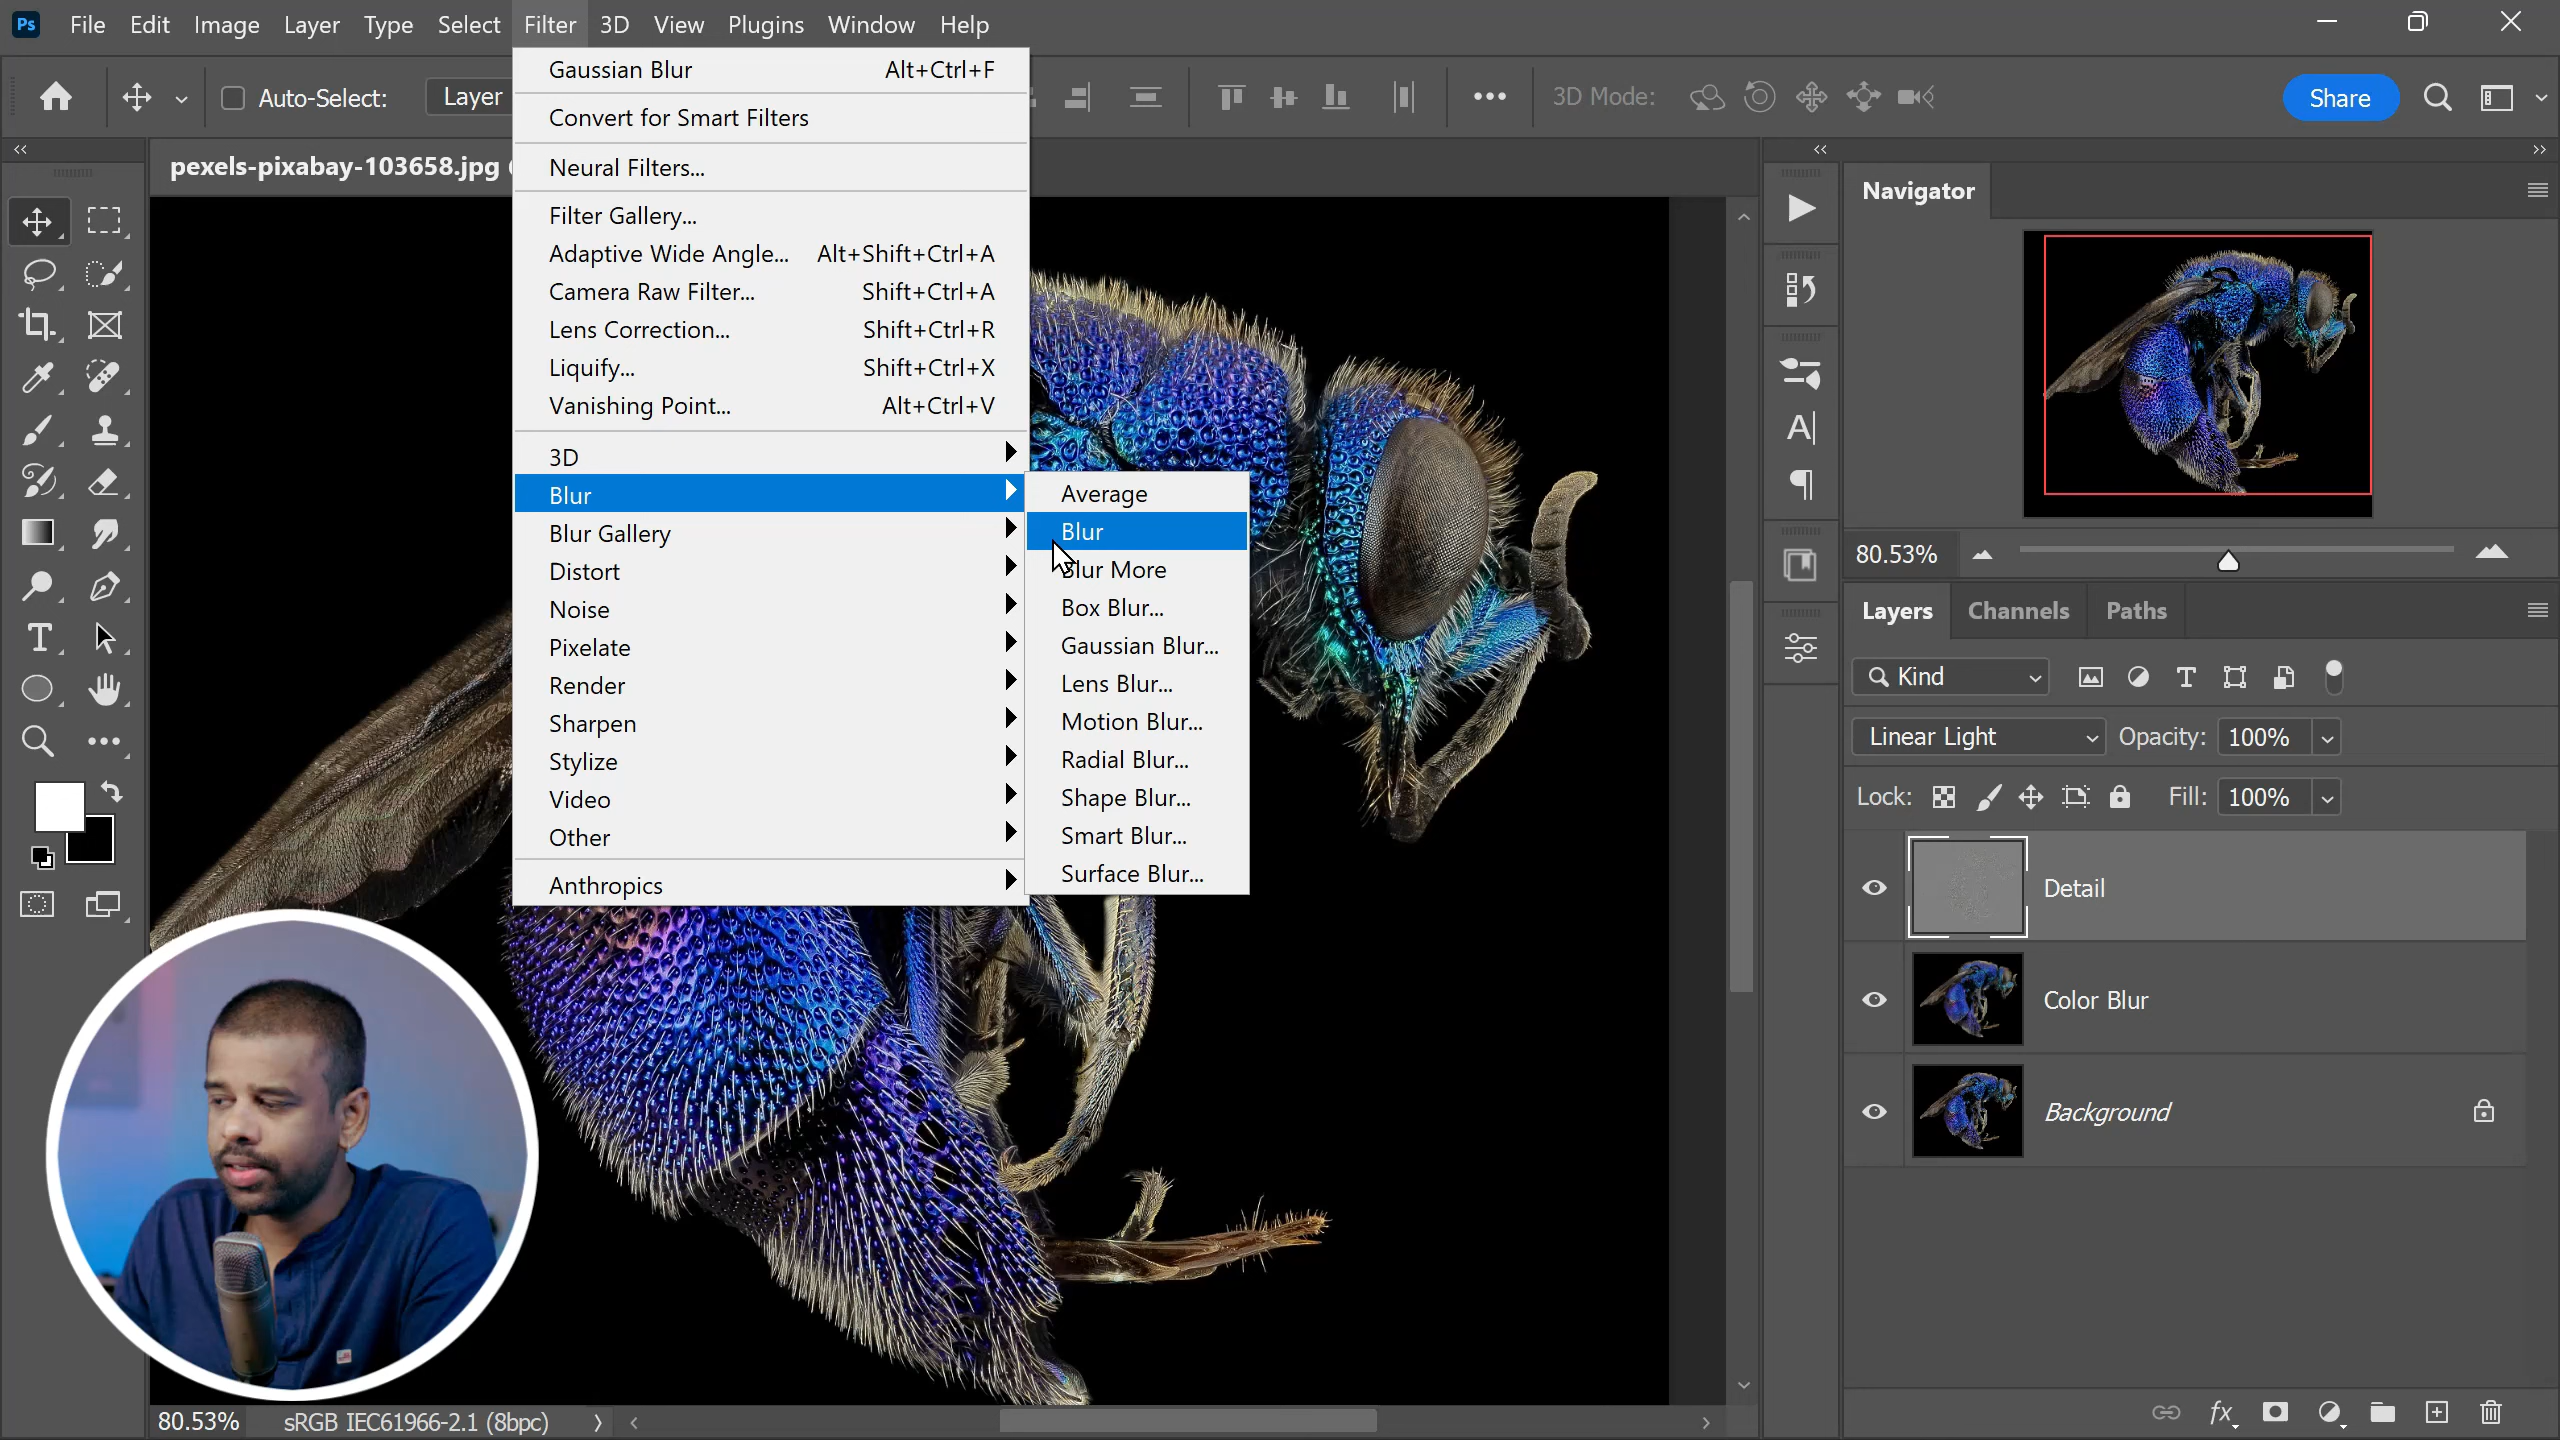 Ps File Edit Image Layer Type Select Filter 3D View Plugins Window Help
Auto-Select: Layer 3D Mode: Share
pexels-pixabay-103658.jpg
Gaussian Blur Alt+Ctrl+F
Convert for Smart Filters
Neural Filters...
Filter Gallery...
Adaptive Wide Angle... Alt+Shift+Ctrl+A
Camera Raw Filter... Shift+Ctrl+A
Lens Correction... Shift+Ctrl+R
Liquify... Shift+Ctrl+X
Vanishing Point... Alt+Ctrl+V
3D
Blur
Blur Gallery
Distort
Noise
Pixelate
Render
Sharpen
Stylize
Video
Other
Anthropics
Average
Blur
Blur More
Box Blur...
Gaussian Blur...
Lens Blur...
Motion Blur...
Radial Blur...
Shape Blur...
Smart Blur...
Surface Blur...
Navigator
80.53%
Layers Channels Paths
Kind
Linear Light Opacity: 100%
Lock: Fill: 100%
Detail
Color Blur
Background
fx
80.53% sRGB IEC61966-2.1 (8bpc)